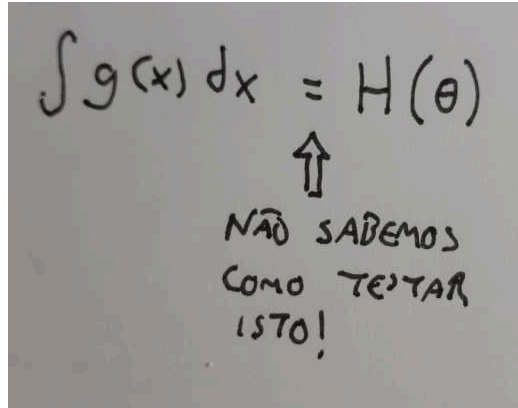 ∫g(x) dx = H(θ)
NÃO SABEMOS
COMO TESTAR
ISTO!